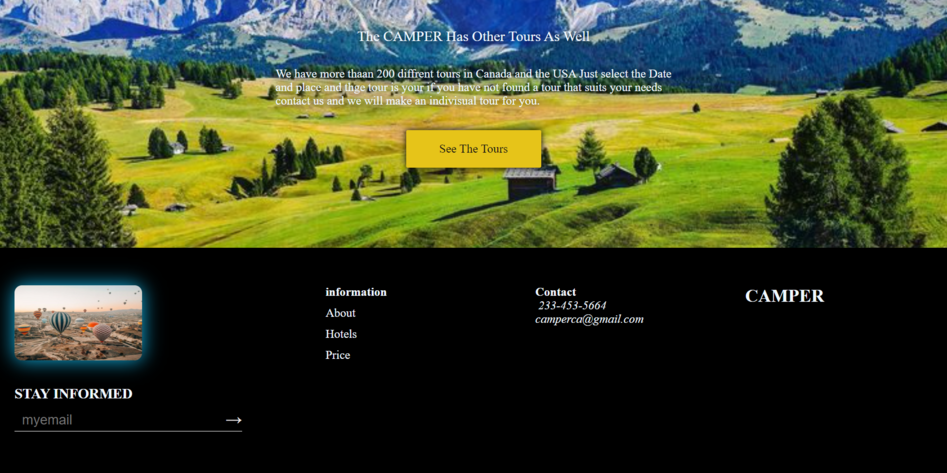 The CAMPER Has Other Tours As Well
We have more thaan 200 diffrent tours in Canada and the USA Just select the Date
and place and thge tour is your if you have not found a tour that suits your needs
contact us and we will make an indivisual tour for you.
See The Tours
STAY INFORMED
myemail
information
About
Hotels
Price
Contact
233-453-5664
camperca@gmail.com
CAMPER